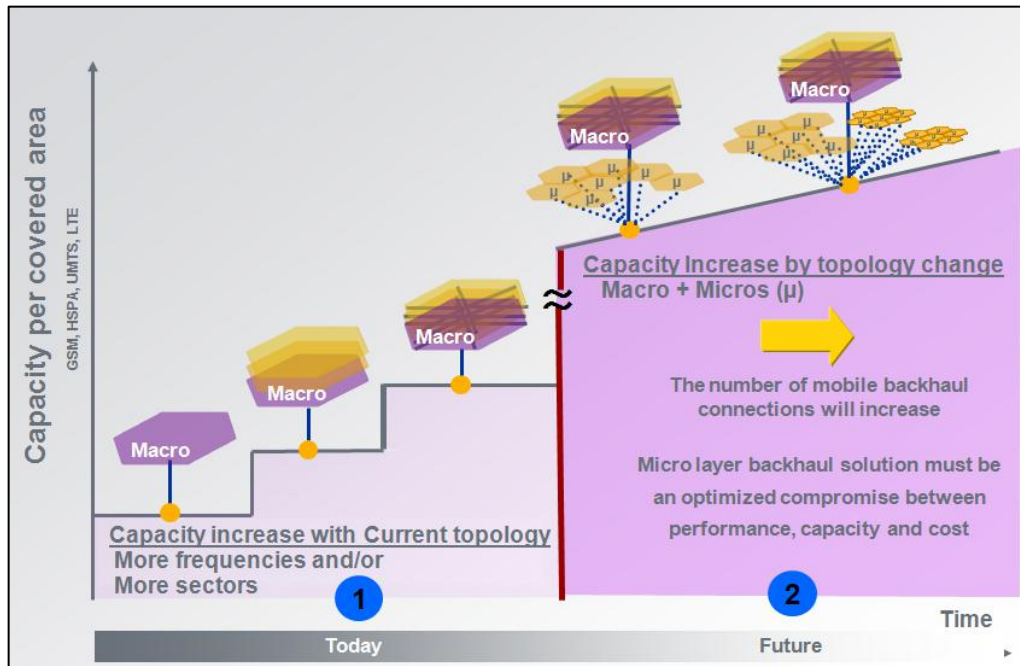 Capacity per covered area
GSM, HSPA, UMTS, LTE
Macro
Macro
Macro
Macro
μ μ μ μ μ μ μ
Macro
μ μ μ μ μ μ
≈
Capacity increase with Current topology
More frequencies and/or
More sectors
1
Capacity Increase by topology change
Macro + Micros (μ)
The number of mobile backhaul
connections will increase
Micro layer backhaul solution must be
an optimized compromise between
performance, capacity and cost
2
Time
Today
Future